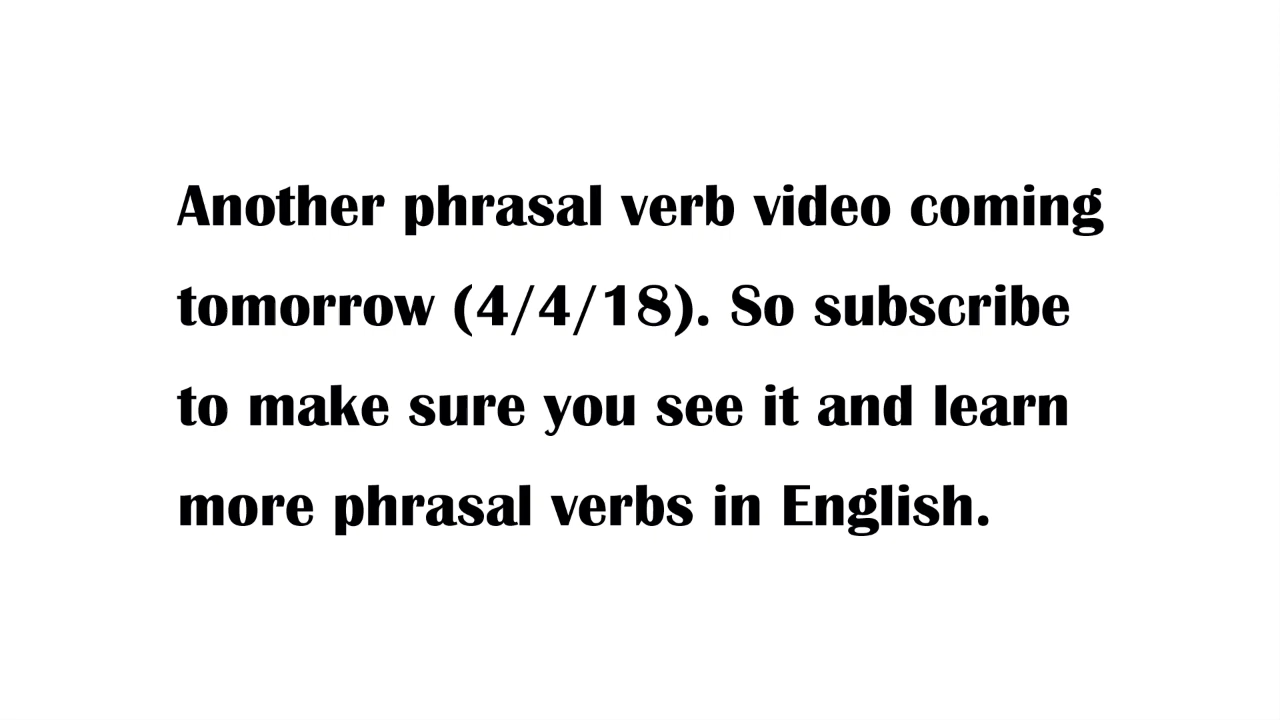 Another phrasal verb video coming
tomorrow (4/4/18). So subscribe
to make sure you see it and learn
more phrasal verbs in English.